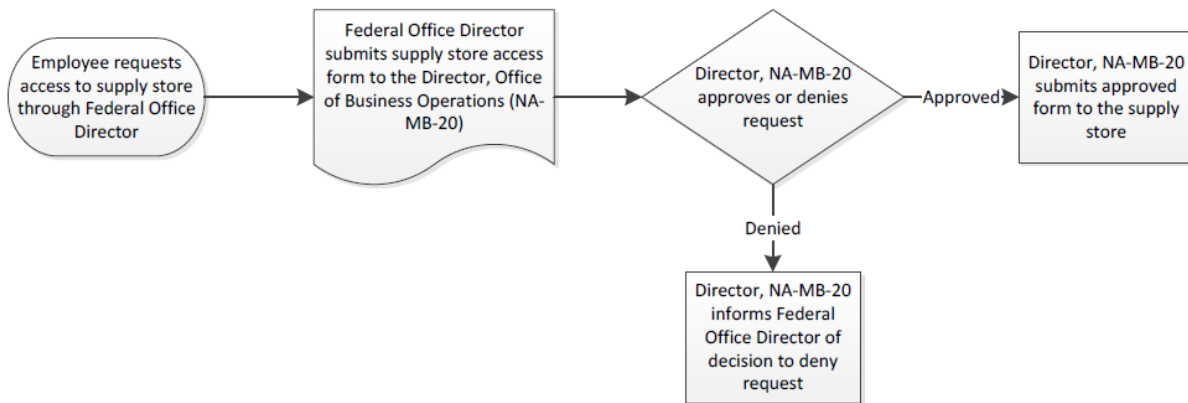 Employee requests
access to supply store
through Federal Office
Director
Federal Office Director
submits supply store access
form to the Director, Office
of Business Operations (NA-
MB-20)
Director, NA-MB-20
approves or denies
request
Approved
Director, NA-MB-20
submits approved
form to the supply
store
Denied
Director, NA-MB-20
informs Federal
Office Director of
decision to deny
request